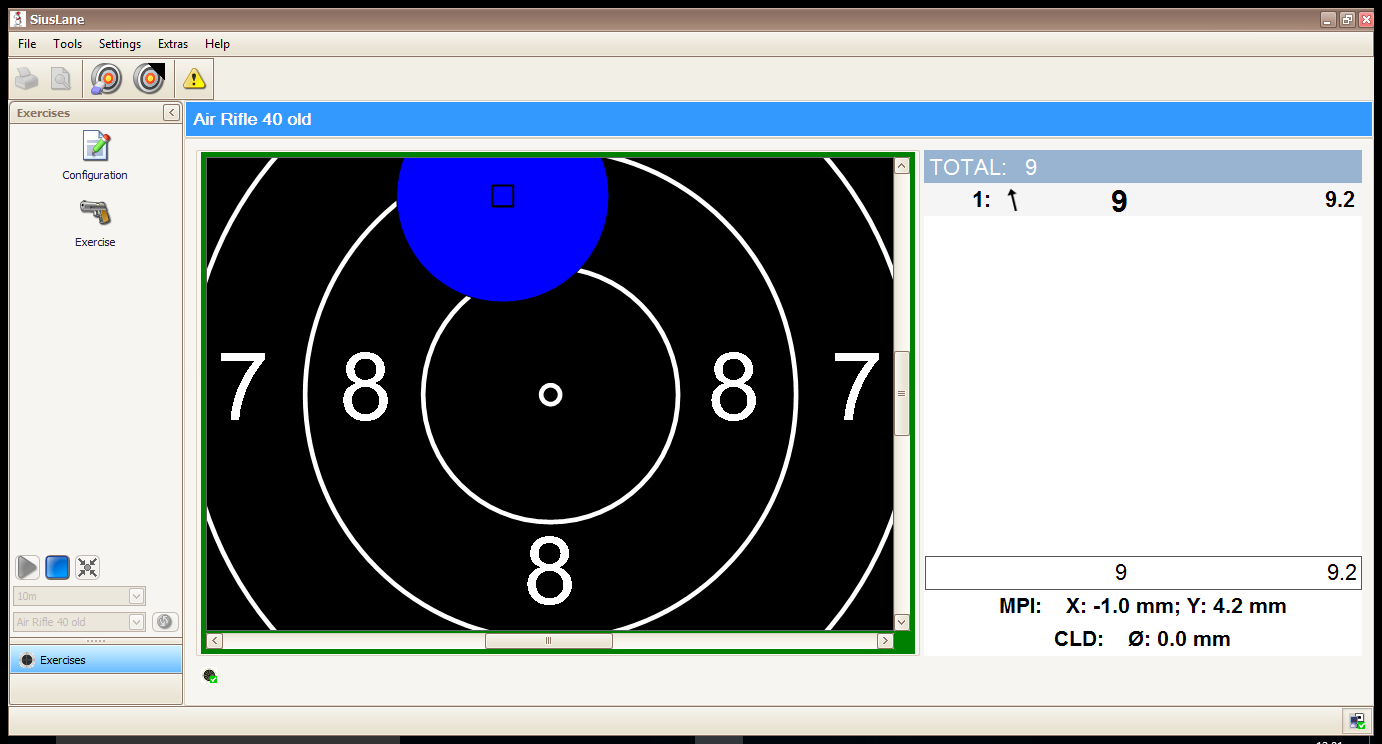 SiusLane
File Tools Settings Extras Help
Exercises
Configuration
Exercise
10m
Air Rifle 40 old
Exercises
Air Rifle 40 old
7 8 8 7
8
TOTAL: 9
1: 9 9.2
9 9.2
MPI: X: -1.0 mm; Y: 4.2 mm
CLD: Ø: 0.0 mm